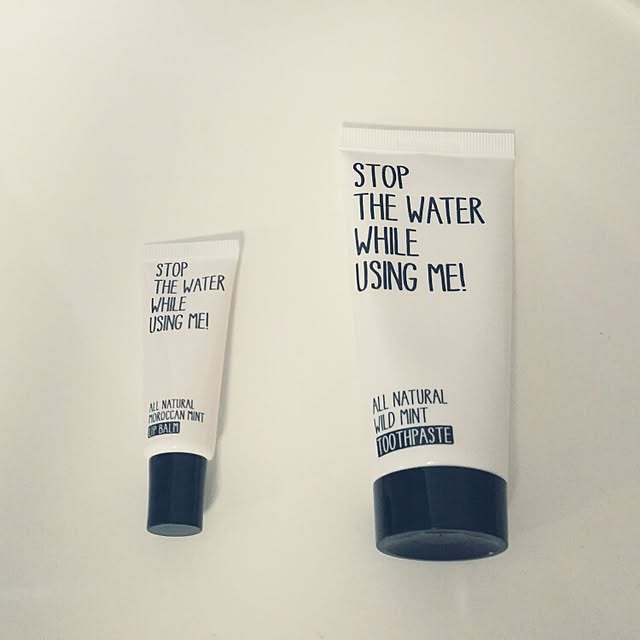 STOP
THE WATER
WHILE
USING ME!
ALL NATURAL
MOROCCAN MINT
LIP BALM
STOP
THE WATER
WHILE
USING ME!
ALL NATURAL
WILD MINT
TOOTHPASTE